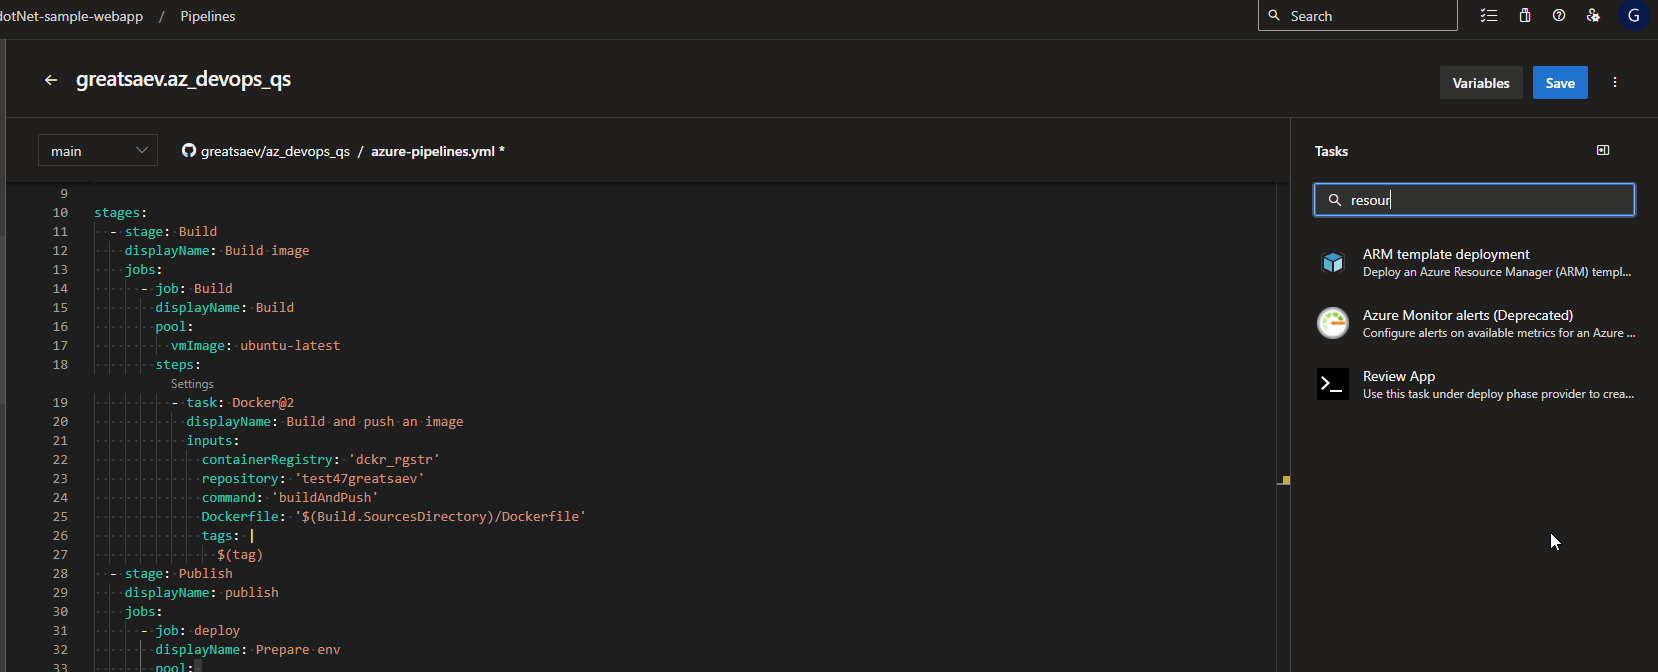 dotNet-sample-webapp / Pipelines
Search
G
greatsaev.az_devops_qs
Variables
Save
main
greatsaev/az_devops_qs / azure-pipelines.yml *
9
10 stages:
11 - stage: Build
12 displayName: Build image
13 jobs:
14 - job: Build
15 displayName: Build
16 pool:
17 vmImage: ubuntu-latest
18 steps:
Settings
19 - task: Docker@2
20 displayName: Build and push an image
21 inputs:
22 containerRegistry: 'dckr_rgstr'
23 repository: 'test47greatsaev'
24 command: 'buildAndPush'
25 Dockerfile: '$(Build.SourcesDirectory)/Dockerfile'
26 tags: |
27 $(tag)
28 - stage: Publish
29 displayName: publish
30 jobs:
31 - job: deploy
32 displayName: Prepare env
33 pool:
Tasks
resour
ARM template deployment
Deploy an Azure Resource Manager (ARM) templ...
Azure Monitor alerts (Deprecated)
Configure alerts on available metrics for an Azure ...
Review App
Use this task under deploy phase provider to crea...